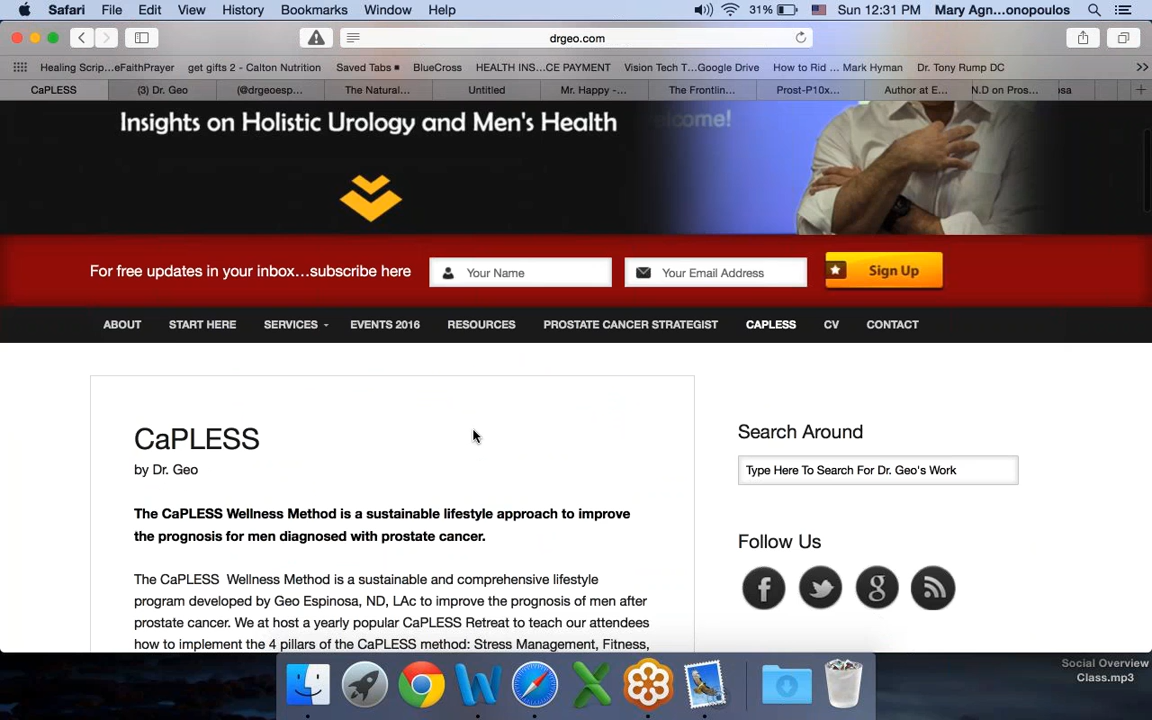 Safari File Edit View History Bookmarks Window Help 31% Sun 12:31 PM Mary Agn...onopoulos
drgeo.com
Healing Scrip...eFaithPrayer get gifts 2 - Calton Nutrition Saved Tabs BlueCross HEALTH INS...CE PAYMENT Vision Tech T...Google Drive How to Rid ... Mark Hyman Dr. Tony Rump DC
CaPLESS (3) Dr. Geo (@drgeoesp... The Natural... Untitled Mr. Happy -... The Frontlin... Prost-P10x... Author at E... N.D on Pros...
Insights on Holistic Urology and Men's Health
elcome!
For free updates in your inbox...subscribe here Your Name Your Email Address Sign Up
ABOUT START HERE SERVICES EVENTS 2016 RESOURCES PROSTATE CANCER STRATEGIST CAPLESS CV CONTACT
CaPLESS
by Dr. Geo
The CaPLESS Wellness Method is a sustainable lifestyle approach to improve
the prognosis for men diagnosed with prostate cancer.
The CaPLESS Wellness Method is a sustainable and comprehensive lifestyle
program developed by Geo Espinosa, ND, LAc to improve the prognosis of men after
prostate cancer. We at host a yearly popular CaPLESS Retreat to teach our attendees
how to implement the 4 pillars of the CaPLESS method: Stress Management, Fitness,
Search Around
Type Here To Search For Dr. Geo's Work
Follow Us
Social Overview
Class.mp3